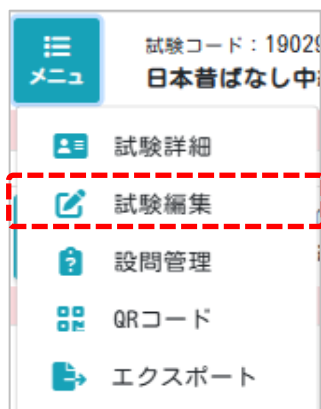 メニュー
試験コード：19029
日本昔ばなし中
試験詳細
試験編集
設問管理
QRコード
エクスポート